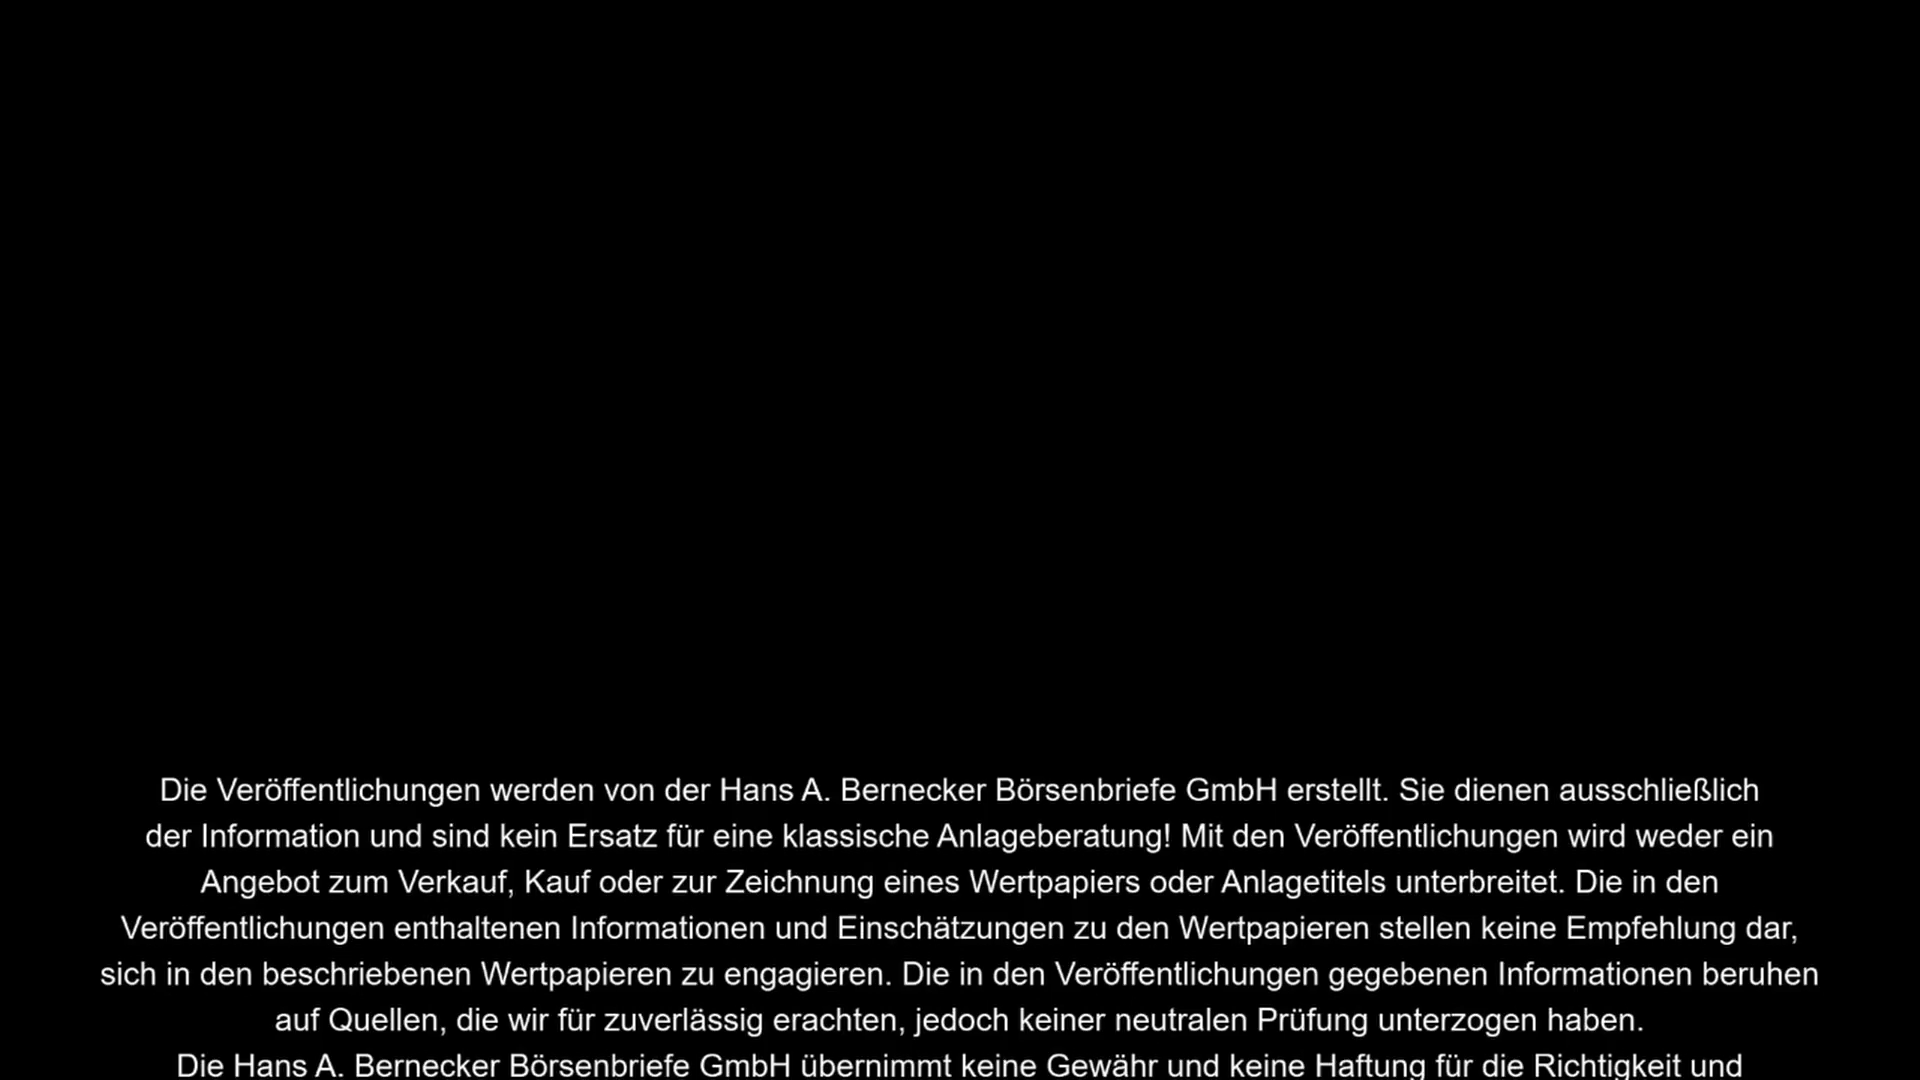 Die Veröffentlichungen werden von der Hans A. Bernecker Börsenbriefe GmbH erstellt. Sie dienen ausschließlich
der Information und sind kein Ersatz für eine klassische Anlageberatung! Mit den Veröffentlichungen wird weder ein
Angebot zum Verkauf, Kauf oder zur Zeichnung eines Wertpapiers oder Anlagetitels unterbreitet. Die in den
Veröffentlichungen enthaltenen Informationen und Einschätzungen zu den Wertpapieren stellen keine Empfehlung dar,
sich in den beschriebenen Wertpapieren zu engagieren. Die in den Veröffentlichungen gegebenen Informationen beruhen
auf Quellen, die wir für zuverlässig erachten, jedoch keiner neutralen Prüfung unterzogen haben.
Die Hans A. Bernecker Börsenbriefe GmbH übernimmt keine Gewähr und keine Haftung für die Richtigkeit und